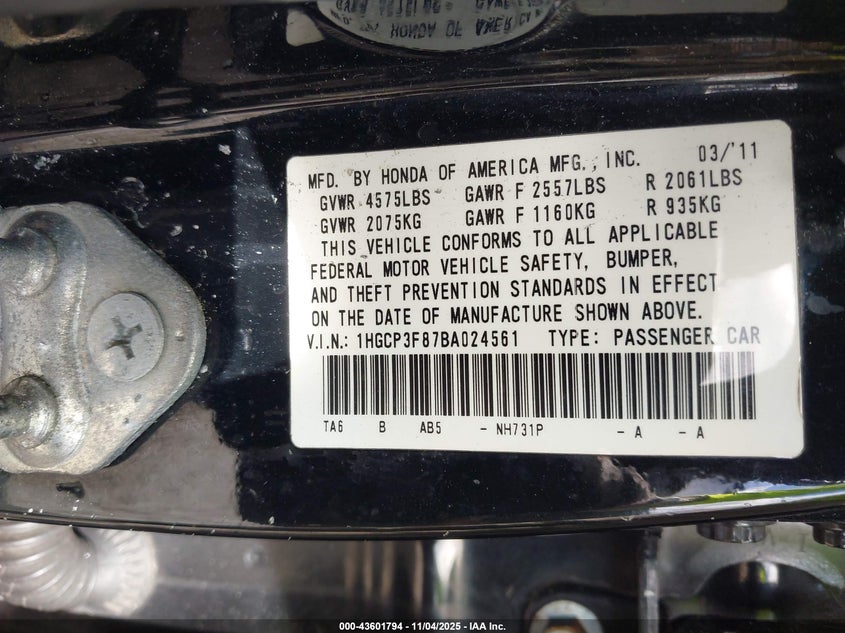 HONDA OF AMER
MFD. BY HONDA OF AMERICA MFG., INC. 03/'11
GVWR 4575LBS GAWR F 2557LBS R 2061LBS
GVWR 2075KG GAWR F 1160KG R 935KG
THIS VEHICLE CONFORMS TO ALL APPLICABLE
FEDERAL MOTOR VEHICLE SAFETY, BUMPER,
AND THEFT PREVENTION STANDARDS IN EFFECT
ON THE DATE OF MANUFACTURE SHOWN ABOVE.
V.I.N.: 1HGCP3F87BA024561 TYPE: PASSENGER CAR
TA6 B AB5 - NH731P - A - A
000-43601794 - 11/04/2025 - IAA Inc.